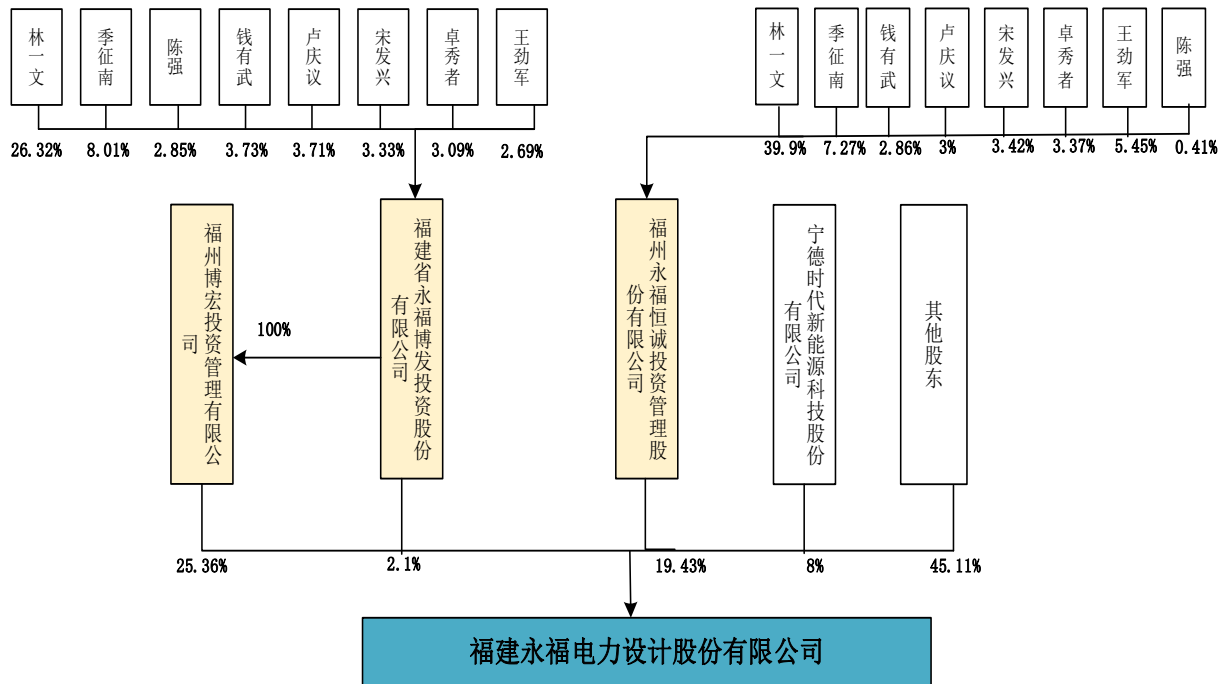 林一文
季征南
陈强
钱有武
卢庆议
宋发兴
卓秀者
王劲军
林一文
季征南
钱有武
卢庆议
宋发兴
卓秀者
王劲军
陈强
26.32%
8.01%
2.85%
3.73%
3.71%
3.33%
3.09%
2.69%
39.9%
7.27%
2.86%
3%
3.42%
3.37%
5.45%
0.41%
福州博宏投资管理有限公
司
100%
福建省永福博发投资股份
有限公司
福州永福恒诚投资管理股
份有限公司
宁德时代新能源科技股份
有限公司
其他股东
25.36%
2.1%
19.43%
8%
45.11%
福建永福电力设计股份有限公司